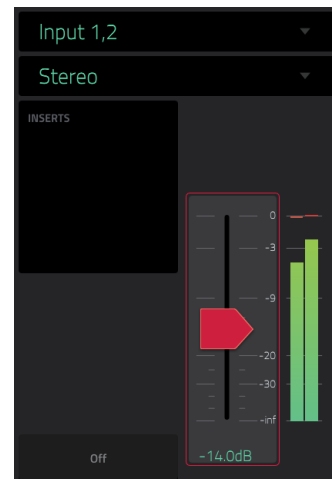 Input 1,2
Stereo
INSERTS
0
-3
-9
-20
-30
-inf
Off
-14.0dB